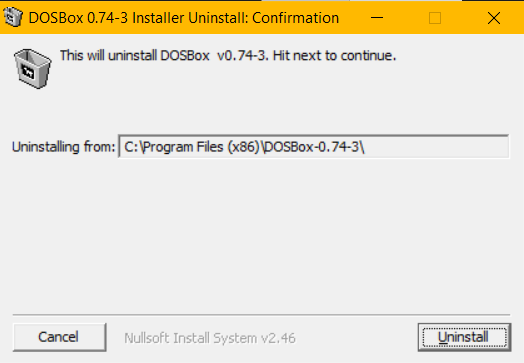 DOSBox 0.74-3 Installer Uninstall: Confirmation
This will uninstall DOSBox  v0.74-3. Hit next to continue.
Uninstalling from: C:\Program Files (x86)\DOSBox-0.74-3\
Cancel Nullsoft Install System v2.46 Uninstall